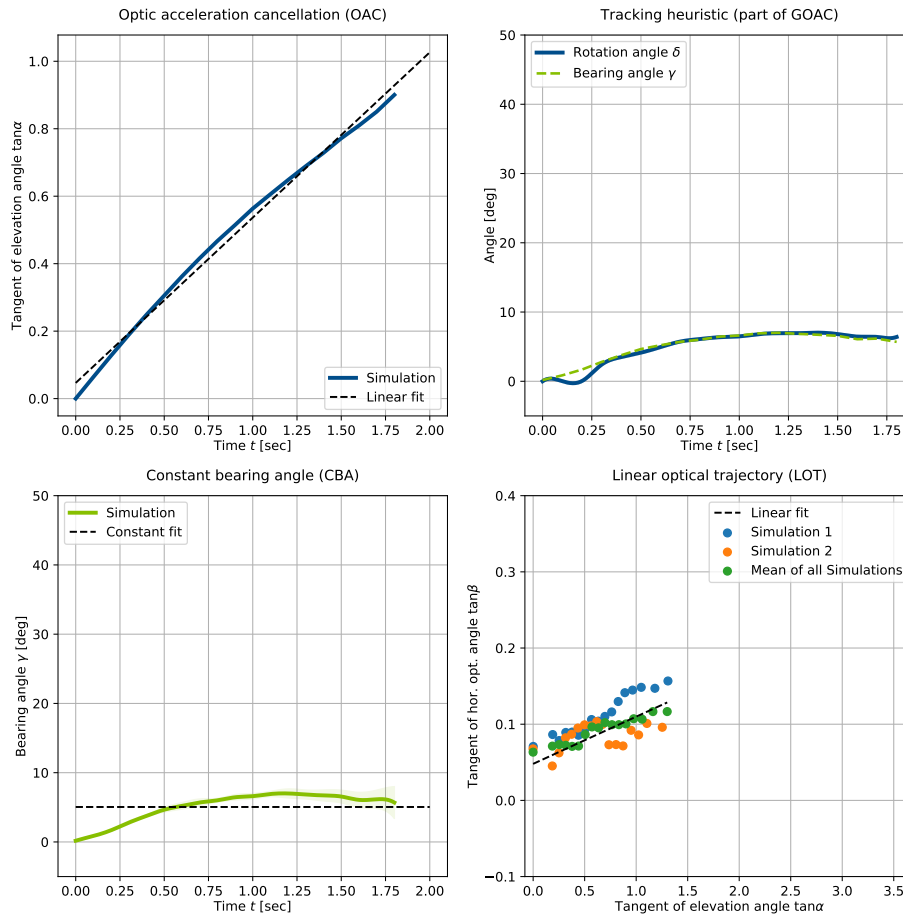 Optic acceleration cancellation (OAC)
Tangent of elevation angle tanα
1.0
0.8
0.6
0.4
0.2
0.0
Simulation
Linear fit
0.00 0.25 0.50 0.75 1.00 1.25 1.50 1.75 2.00
Time t [sec]
Tracking heuristic (part of GOAC)
Angle [deg]
50
40
30
20
10
0
Rotation angle δ
Bearing angle γ
0.00 0.25 0.50 0.75 1.00 1.25 1.50 1.75
Time t [sec]
Constant bearing angle (CBA)
Bearing angle γ [deg]
50
40
30
20
10
0
Simulation
Constant fit
0.00 0.25 0.50 0.75 1.00 1.25 1.50 1.75 2.00
Time t [sec]
Linear optical trajectory (LOT)
Tangent of hor. opt. angle tanβ
0.4
0.3
0.2
0.1
0.0
−0.1
Linear fit
Simulation 1
Simulation 2
Mean of all Simulations
0.0 0.5 1.0 1.5 2.0 2.5 3.0 3.5
Tangent of elevation angle tanα